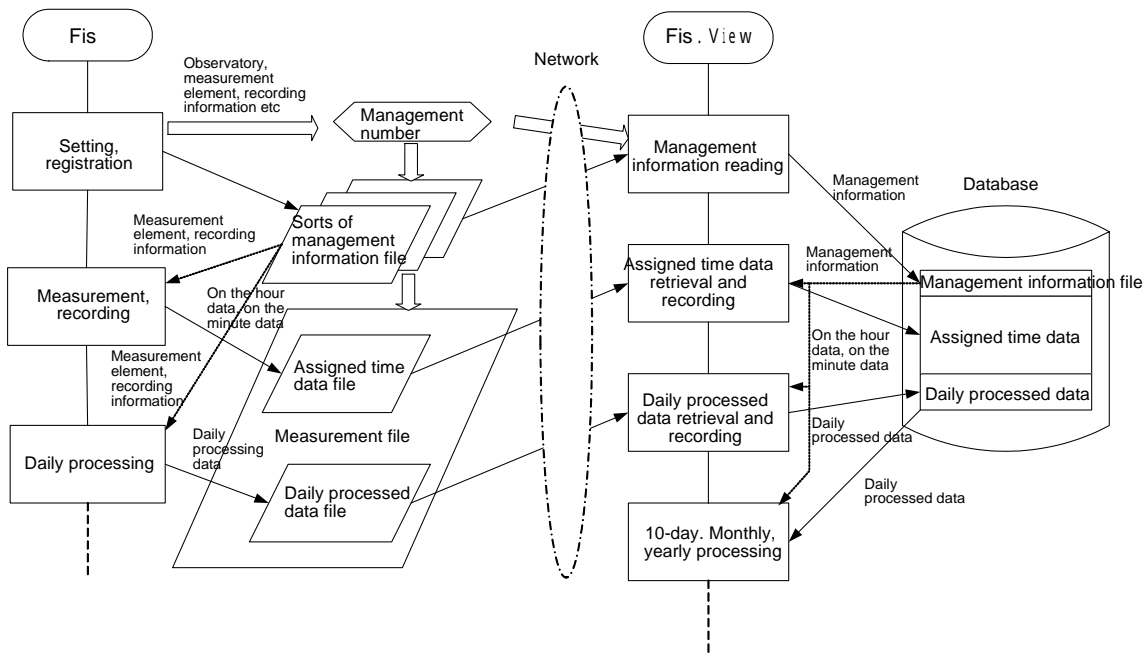 Fis
Observatory,
measurement
element, recording
information etc
Setting,
registration
Management
number
Measurement
element, recording
information
Sorts of
management
information file
Measurement,
recording
On the hour
data, on the
minute data
Measurement
element,
recording
information
Assigned time
data file
Measurement file
Daily processing
Daily
processing
data
Daily processed
data file
Network
Fis. View
Management
information reading
Management
information
Database
Assigned time data
retrieval and
recording
Management
information
Management information file
On the hour
data, on the
minute data
Assigned time data
Daily processed
data retrieval and
recording
Daily processed data
Daily
processed data
Daily
processed data
10-day. Monthly,
yearly processing